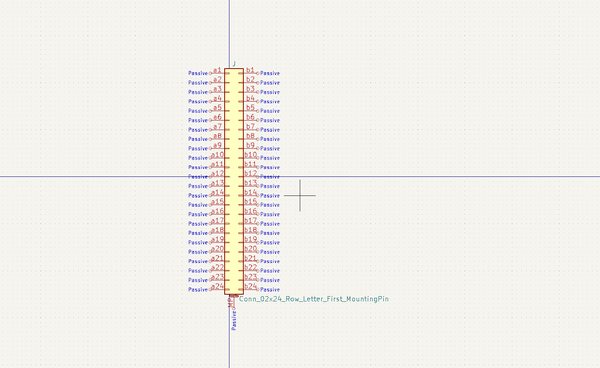 J
Passive a1 b1 Passive
Passive a2 b2 Passive
Passive a3 b3 Passive
Passive a4 b4 Passive
Passive a5 b5 Passive
Passive a6 b6 Passive
Passive a7 b7 Passive
Passive a8 b8 Passive
Passive a9 b9 Passive
Passive a10 b10 Passive
Passive a11 b11 Passive
Passive a12 b12 Passive
Passive a13 b13 Passive
Passive a14 b14 Passive
Passive a15 b15 Passive
Passive a16 b16 Passive
Passive a17 b17 Passive
Passive a18 b18 Passive
Passive a19 b19 Passive
Passive a20 b20 Passive
Passive a21 b21 Passive
Passive a22 b22 Passive
Passive a23 b23 Passive
Passive a24 b24 Passive
Conn_02x24_Row_Letter_First_MountingPin
Passive